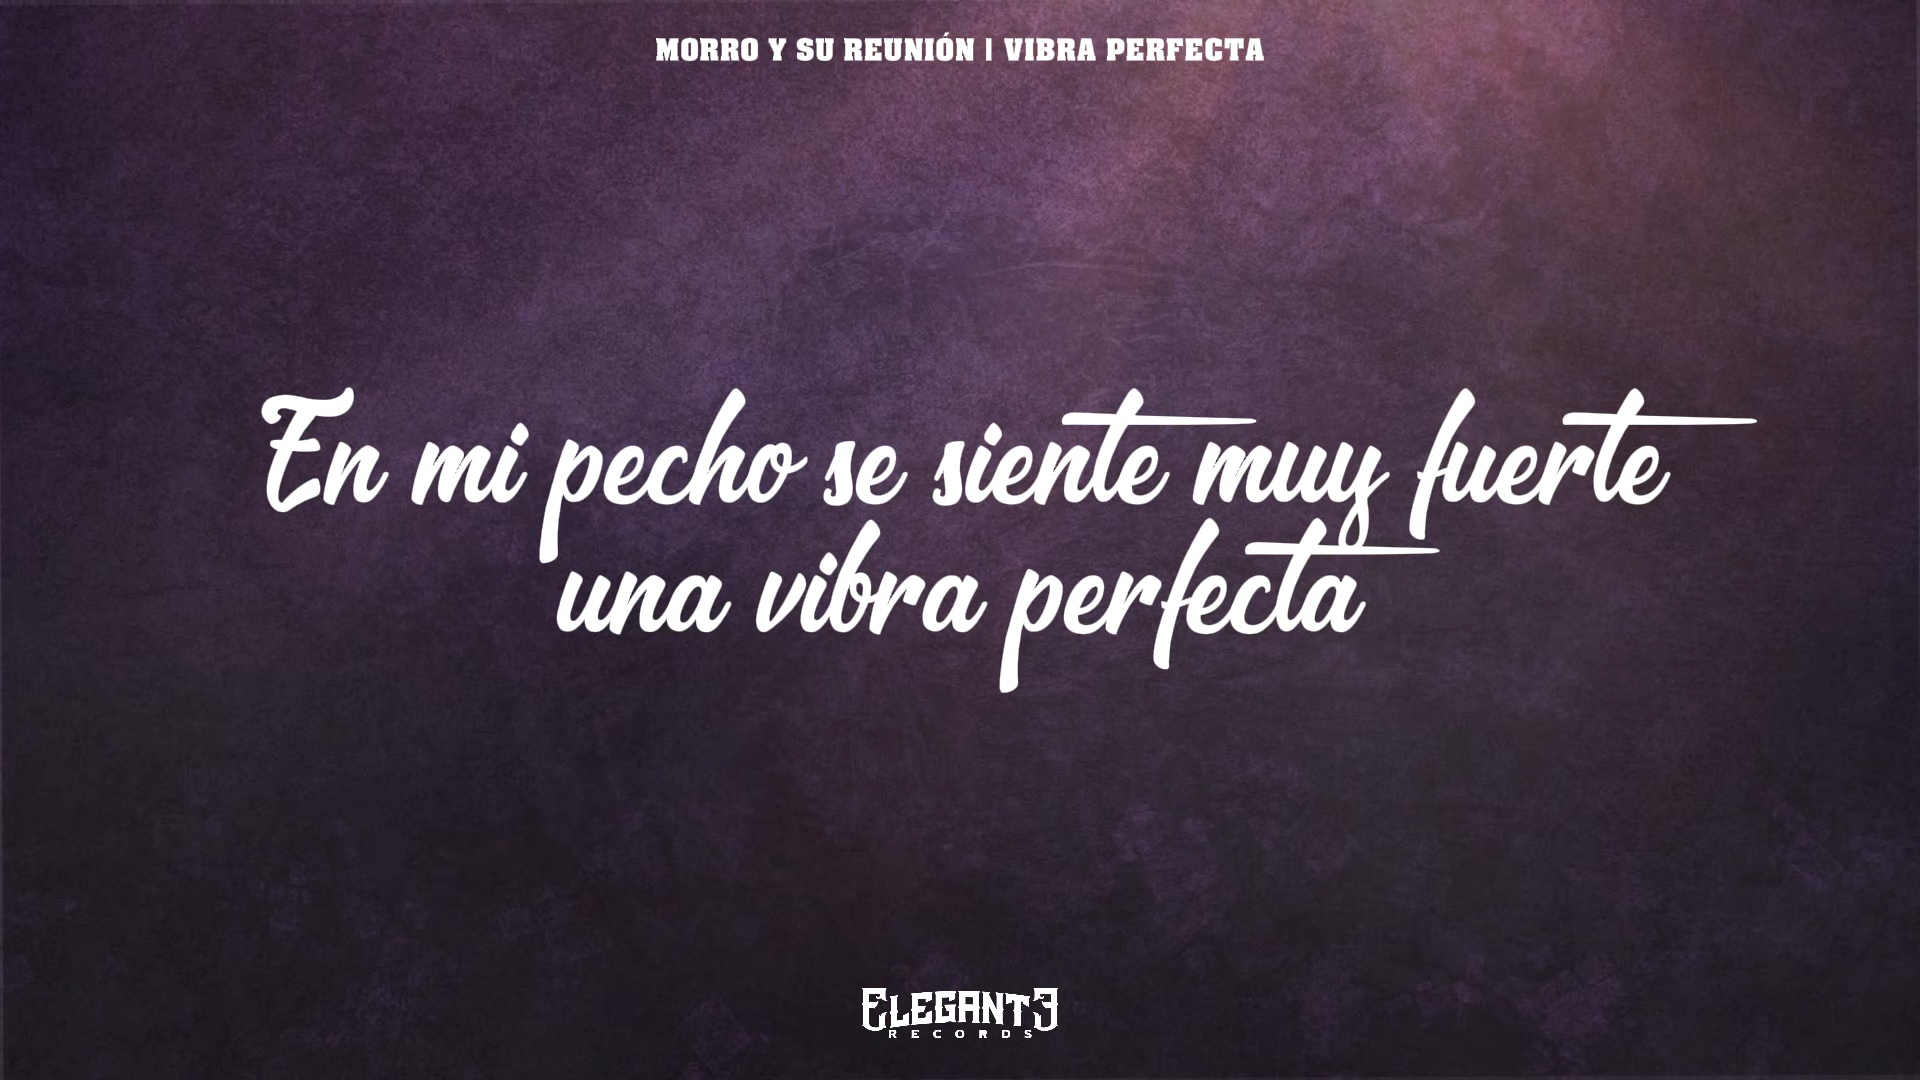 MORRO Y SU REUNIÓN | VIBRA PERFECTA
En mi pecho se siente muy fuerte
una vibra perfecta
ELEGANTE
RECORDS